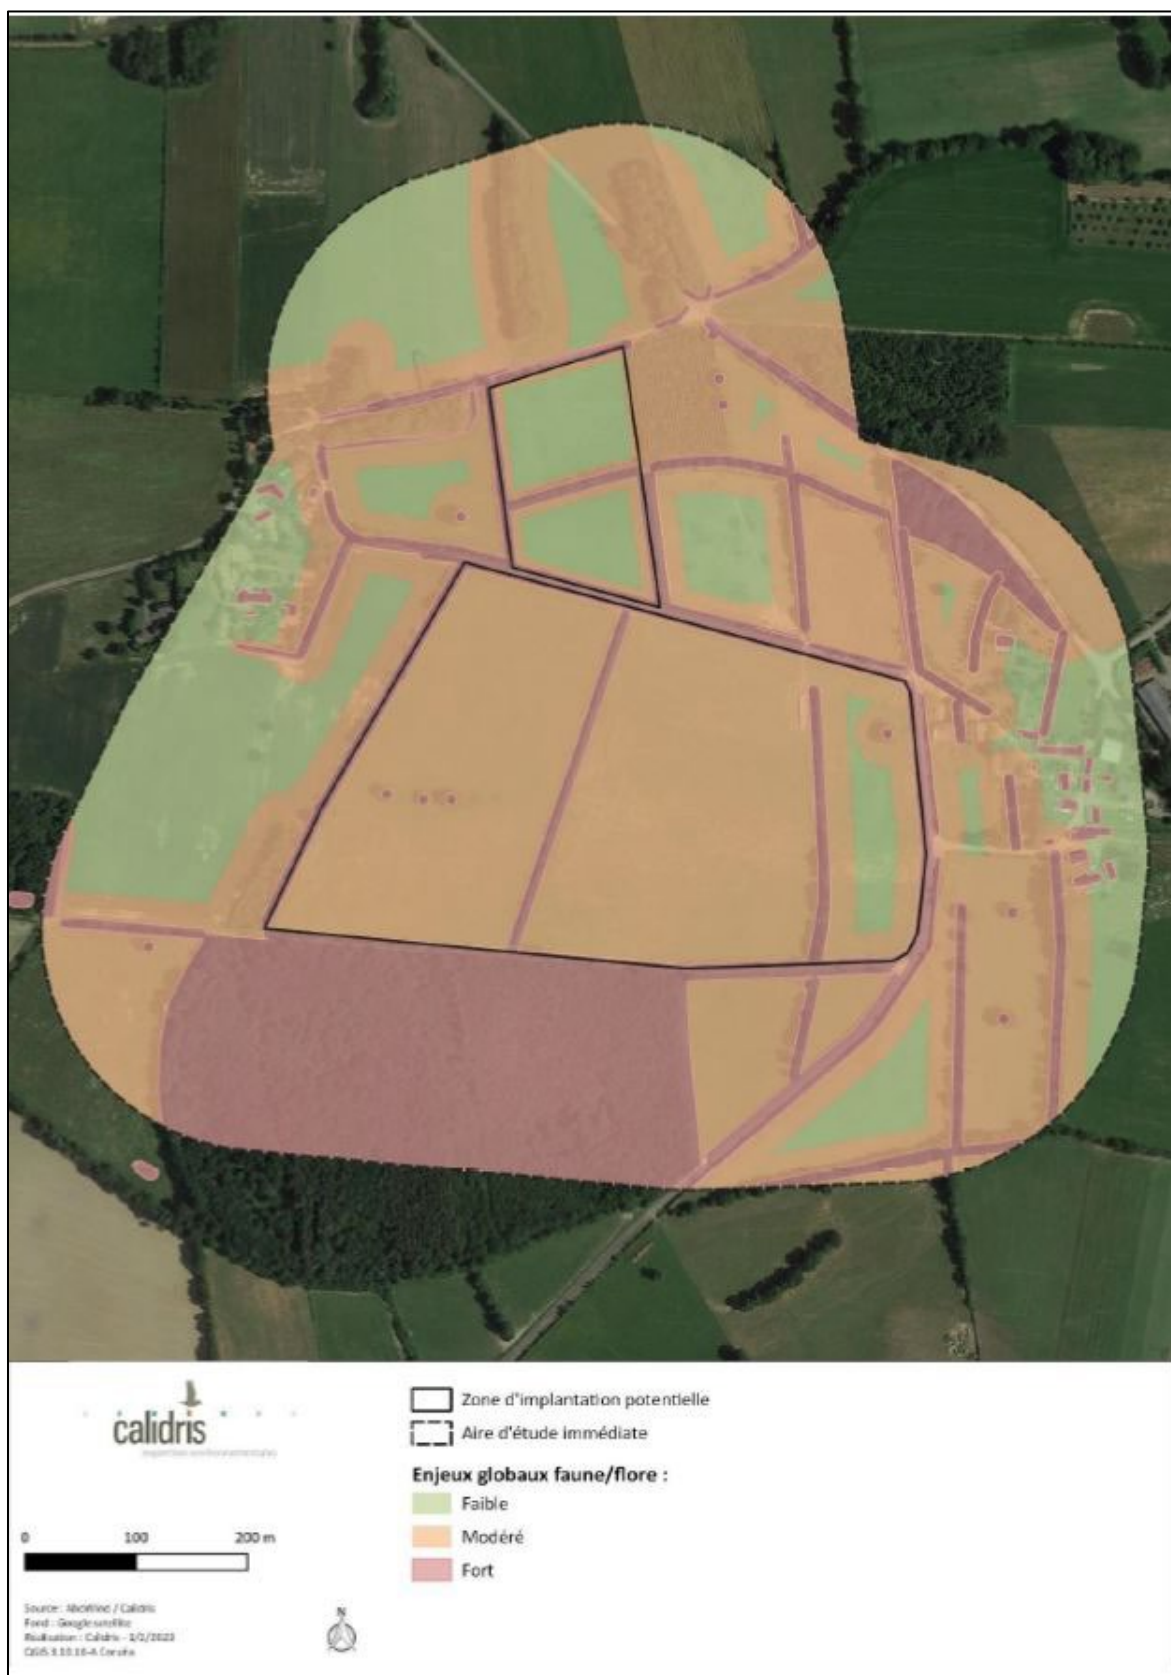 calidris
Zone d'implantation potentielle
Aire d'étude immédiate
Enjeux globaux faune/flore :
Faible
Modéré
Fort
0 100 200 m
N
Source : / Calidris
Fond : Google satellite
Réalisation : Calidris -